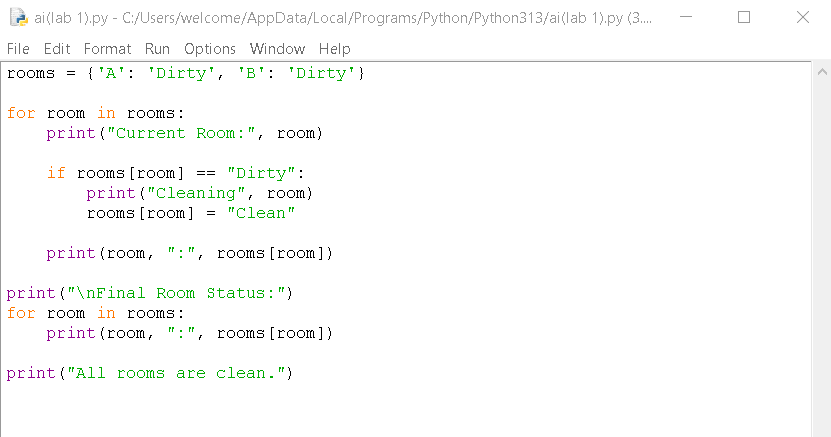 ai(lab 1).py - C:/Users/welcome/AppData/Local/Programs/Python/Python313/ai(lab 1).py (3....
File Edit Format Run Options Window Help
rooms = {'A': 'Dirty', 'B': 'Dirty'}
for room in rooms:
    print("Current Room:", room)
    if rooms[room] == "Dirty":
        print("Cleaning", room)
        rooms[room] = "Clean"
    print(room, ":", rooms[room])
print("\nFinal Room Status:")
for room in rooms:
    print(room, ":", rooms[room])
print("All rooms are clean.")